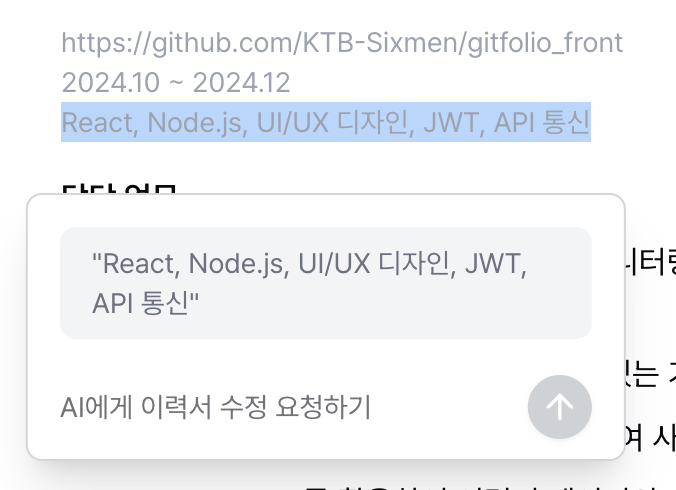 https://github.com/KTB-Sixmen/gitfolio_front
2024.10 ~ 2024.12
React, Node.js, UI/UX 디자인, JWT, API 통신
"React, Node.js, UI/UX 디자인, JWT,
API 통신"
AI에게 이력서 수정 요청하기
여 사